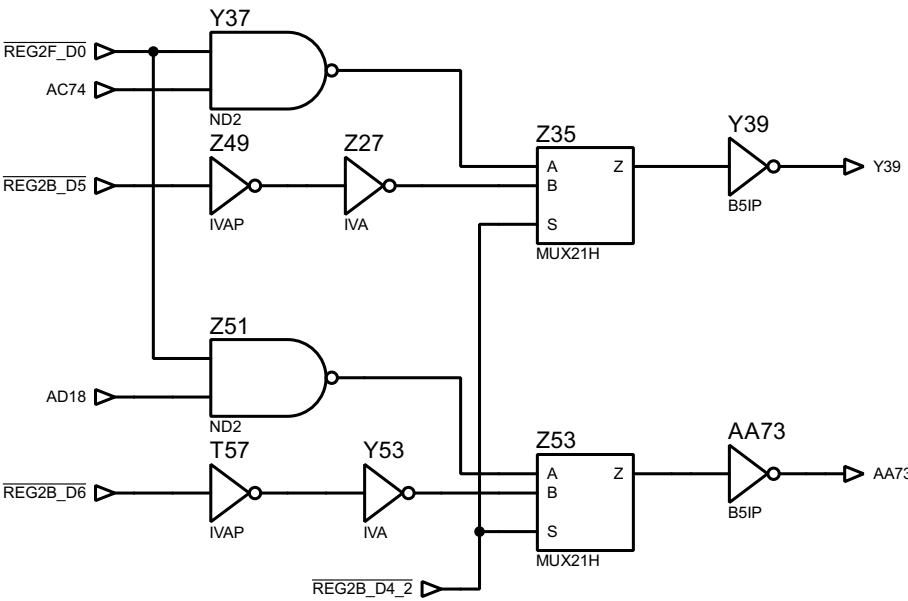 Y37
REG2F_D0
AC74
ND2
Z49
Z27
Z35
Y39
A
Z
REG2B_D5
B
Y39
IVAP
IVA
S
B5IP
MUX21H
Z51
AD18
ND2
T57
Y53
Z53
AA73
A
Z
REG2B_D6
B
AA73
IVAP
IVA
S
B5IP
MUX21H
REG2B_D4_2